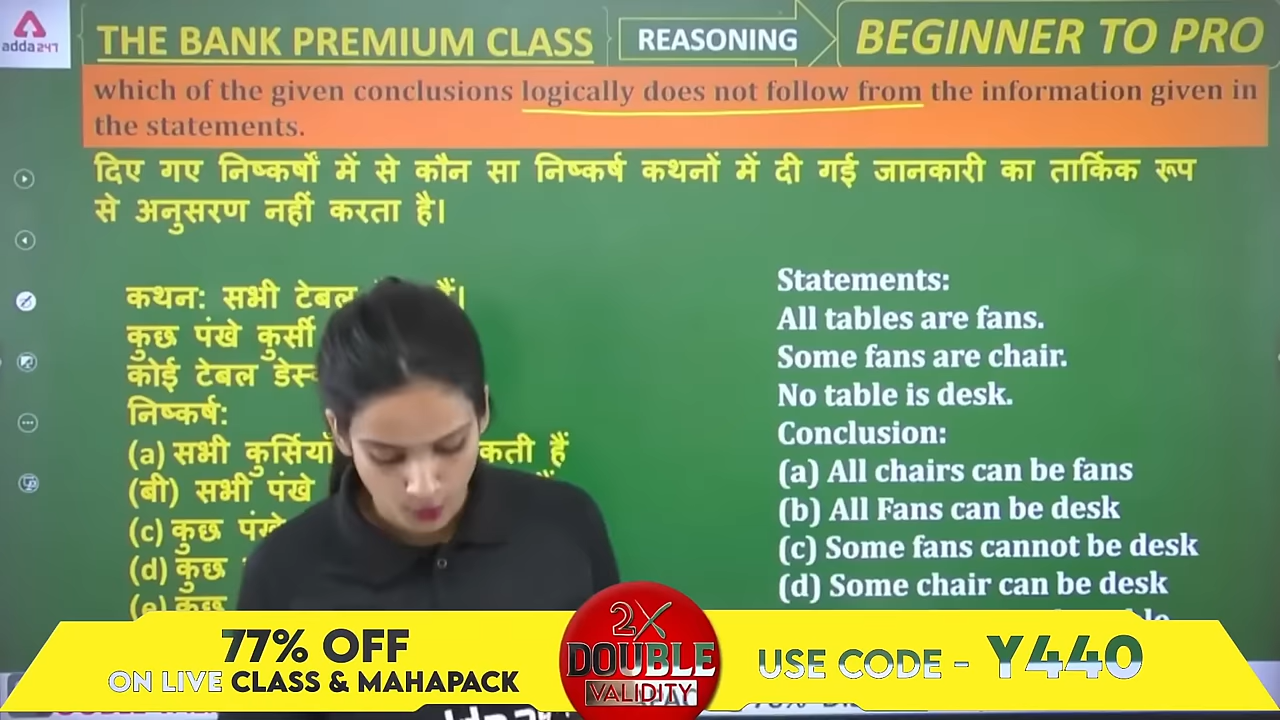 adda247
THE BANK PREMIUM CLASS
REASONING
BEGINNER TO PRO
which of the given conclusions logically does not follow from the information given in
the statements.
दिए गए निष्कर्षों में से कौन सा निष्कर्ष कथनों में दी गई जानकारी का तार्किक रूप
से अनुसरण नहीं करता है।
कथन: सभी टेबल हैं।
कुछ पंखे कुर्सी
कोई टेबल
निष्कर्ष:
(a) सभी कुर्सियाँ सकती हैं
(बी) सभी पंखे
(c) कुछ पंखे
(d) कुछ
(e) कुछ
Statements:
All tables are fans.
Some fans are chair.
No table is desk.
Conclusion:
(a) All chairs can be fans
(b) All Fans can be desk
(c) Some fans cannot be desk
(d) Some chair can be desk
77% OFF
ON LIVE CLASS & MAHAPACK
2X
DOUBLE
VALIDITY
USE CODE - Y440